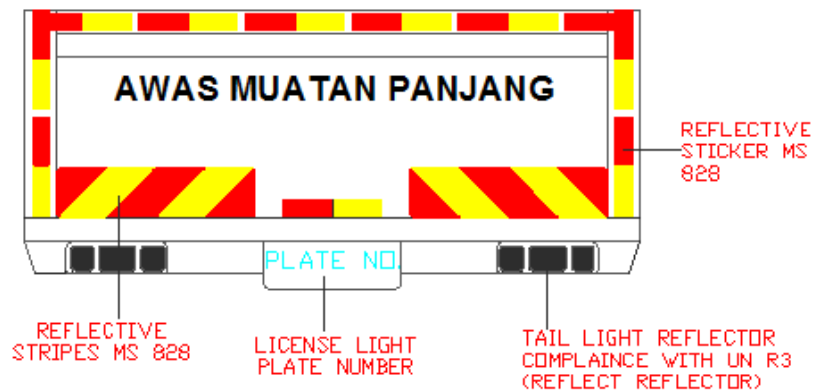 AWAS MUATAN PANJANG
REFLECTIVE
STICKER MS
828
PLATE NO.
REFLECTIVE
STRIPES MS 828
LICENSE LIGHT
PLATE NUMBER
TAIL LIGHT REFLECTOR
COMPLAINCE WITH UN R3
(REFLECT REFLECTOR)